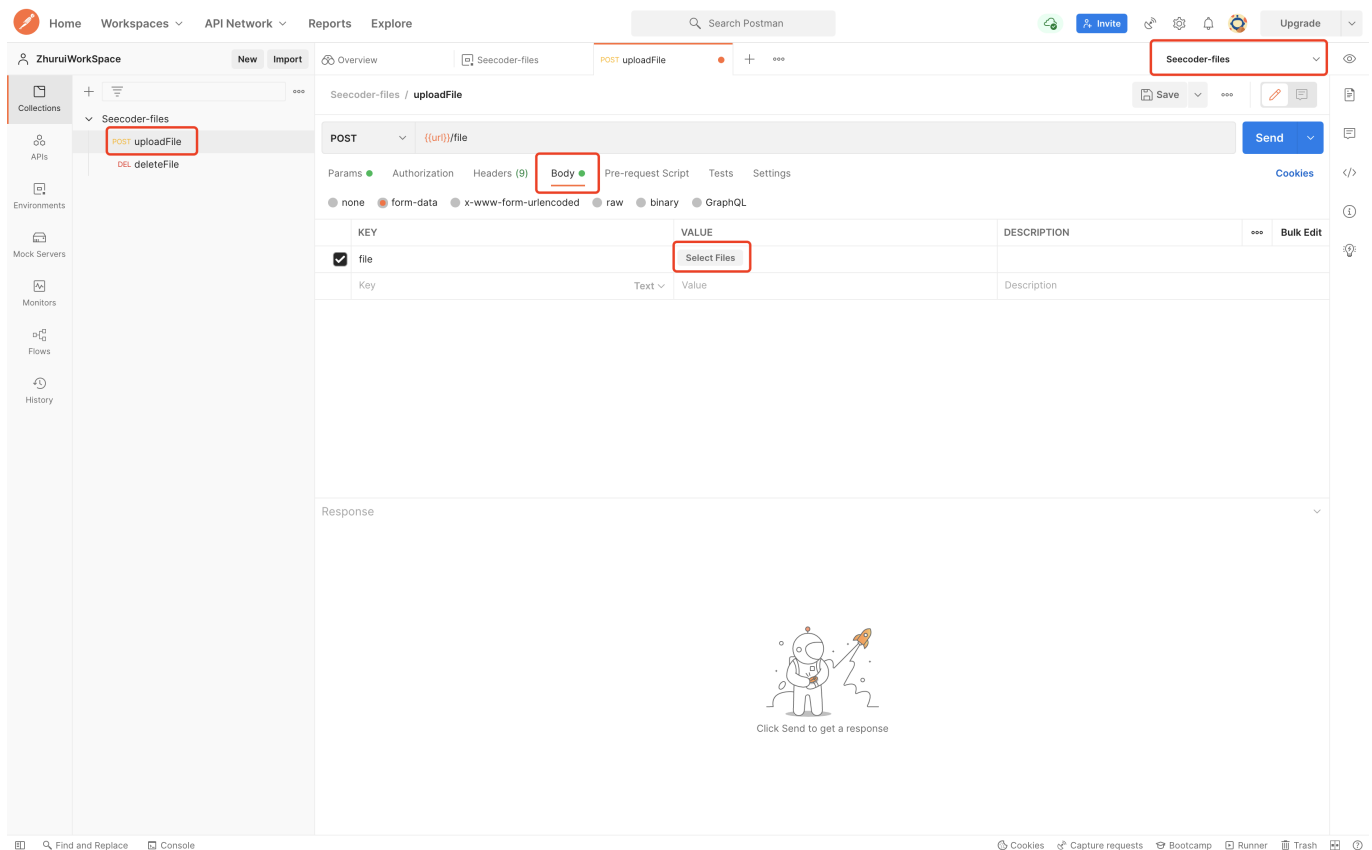 Home Workspaces API Network Reports Explore Search Postman Invite Upgrade
ZhuruiWorkSpace New Import Overview Seecoder-files POST uploadFile Seecoder-files
Collections
APIs
Environments
Mock Servers
Monitors
Flows
History
Seecoder-files
POST uploadFile
DEL deleteFile
Seecoder-files / uploadFile Save
POST {{url}}/file Send
Params Authorization Headers (9) Body Pre-request Script Tests Settings Cookies
none form-data x-www-form-urlencoded raw binary GraphQL
KEY VALUE DESCRIPTION Bulk Edit
file Select Files
Key Text Value Description
Response
Click Send to get a response
Find and Replace Console Cookies Capture requests Bootcamp Runner Trash